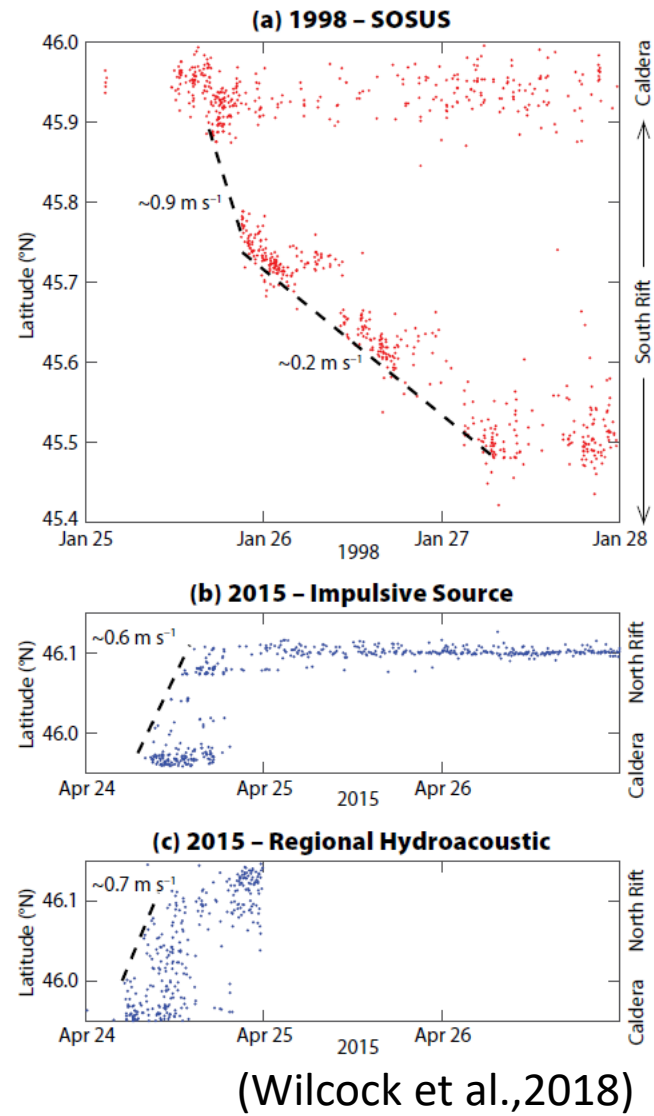 (a) 1998 – SOSUS
46.0
45.9
45.8
45.7
45.6
45.5
45.4
Latitude (°N)
~0.9 m s⁻¹
~0.2 m s⁻¹
Caldera
South Rift
Jan 25
Jan 26
Jan 27
Jan 28
1998
(b) 2015 – Impulsive Source
~0.6 m s⁻¹
46.1
46.0
Latitude (°N)
North Rift
Caldera
Apr 24
Apr 25
Apr 26
2015
(c) 2015 – Regional Hydroacoustic
~0.7 m s⁻¹
46.1
46.0
Latitude (°N)
North Rift
Caldera
Apr 24
Apr 25
Apr 26
2015
(Wilcock et al.,2018)